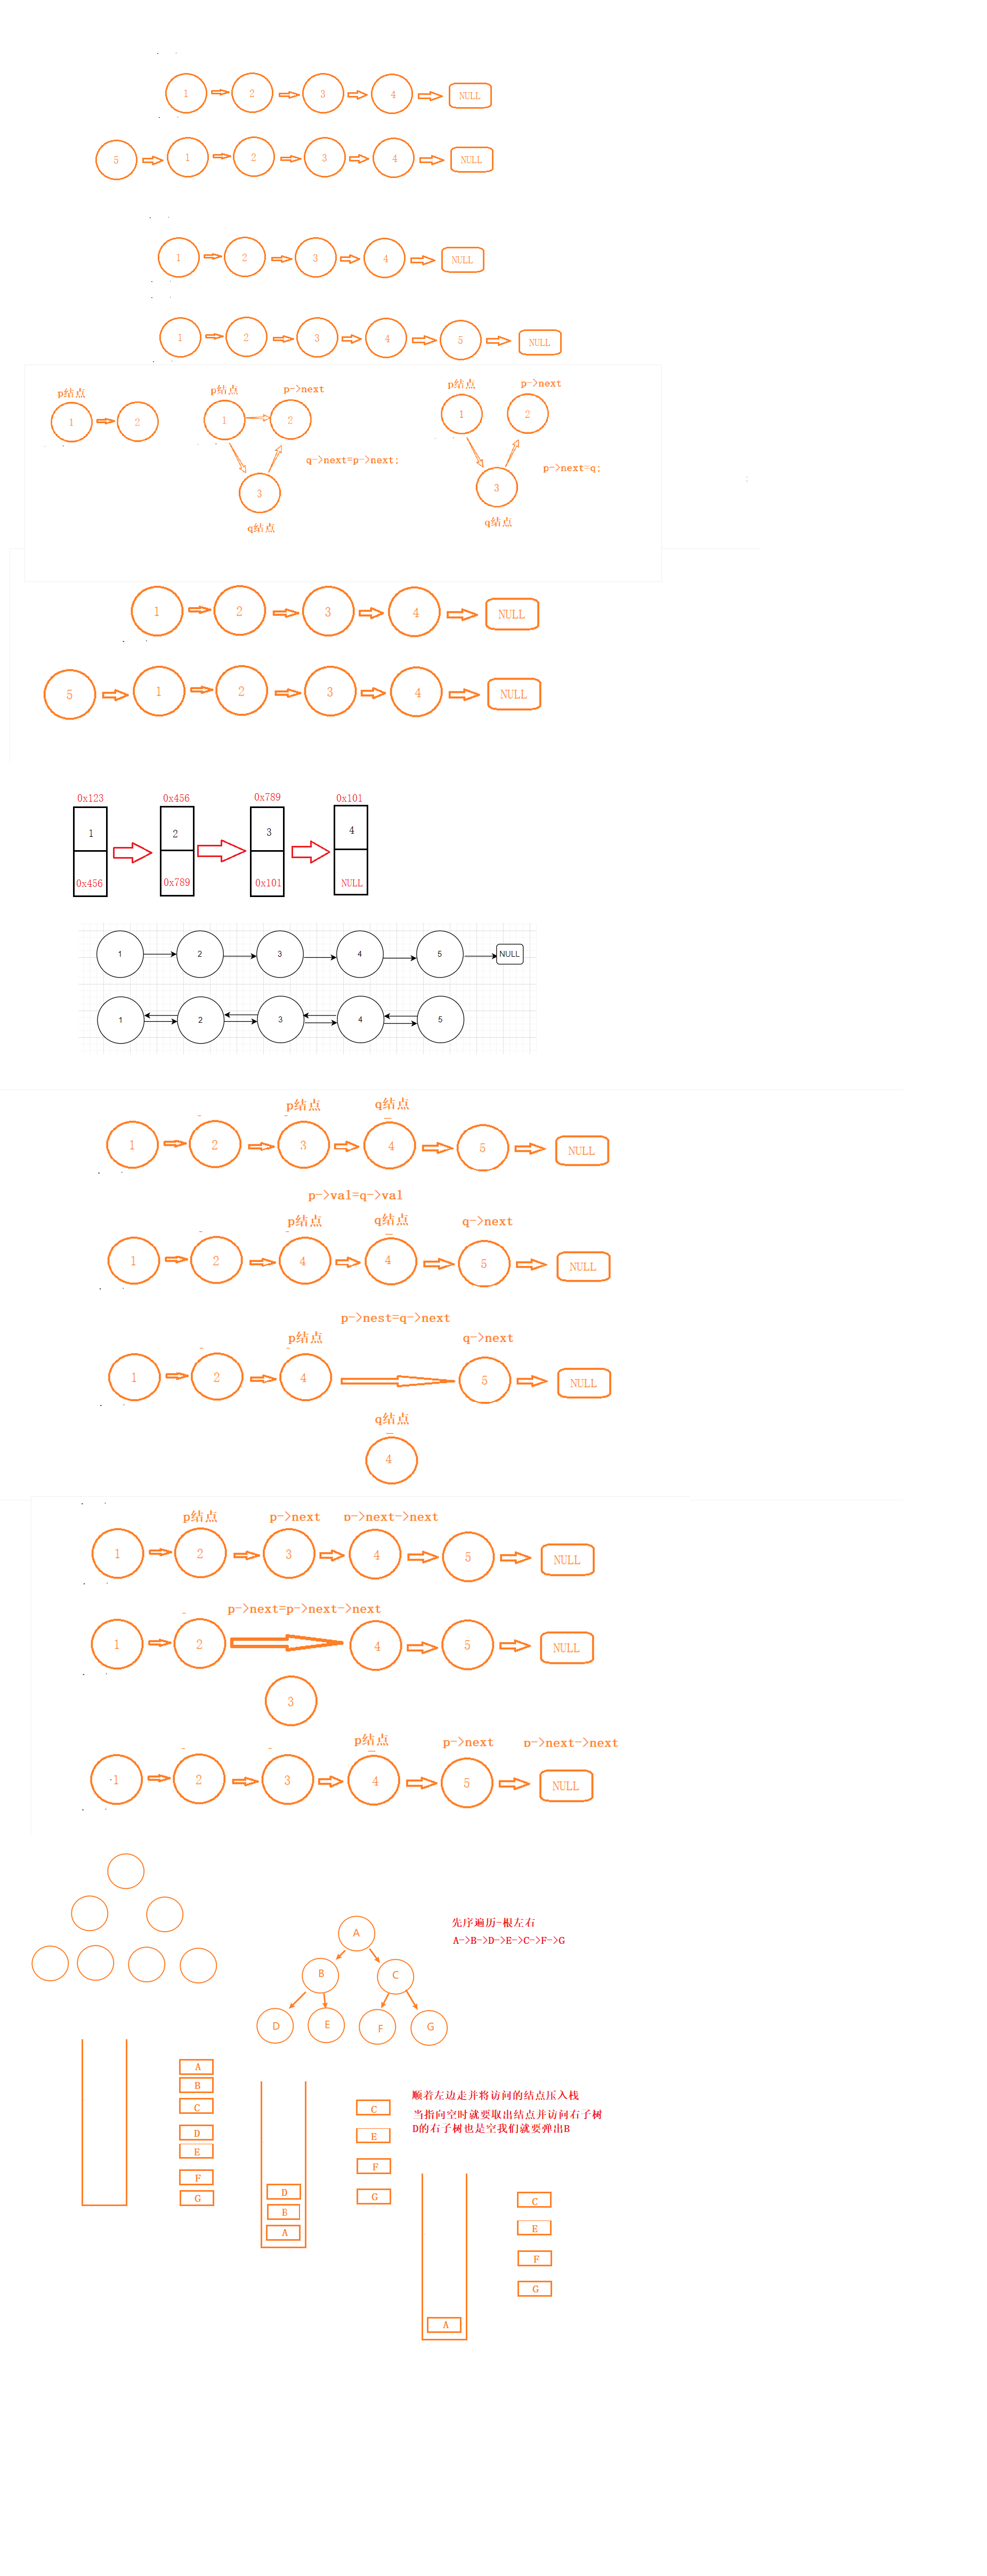 1 2 3 4 NULL
5 1 2 3 4 NULL
1 2 3 4 NULL
1 2 3 4 5 NULL
p结点
1 2
p结点 p->next
1 2
q->next=p->next;
3
q结点
p结点 p->next
1 2
p->next=q;
3
q结点
1 2 3 4 NULL
5 1 2 3 4 NULL
0x123 0x456 0x789 0x101
1 2 3 4
0x456 0x789 0x101 NULL
1 2 3 4 5 NULL
1 2 3 4 5
p结点 q结点
1 2 3 4 5 NULL
p->val=q->val
p结点 q结点 q->next
1 2 4 4 5 NULL
p->nest=q->next
p结点 q->next
1 2 4 5 NULL
q结点
4
p结点 p->next p->next->next
1 2 3 4 5 NULL
p->next=p->next->next
1 2 4 5 NULL
3
p结点 p->next p->next->next
-1 2 3 4 5 NULL
先序遍历-根左右
A->B->D->E->C->F->G
A
B C
D E F G
A
B
C
D
E
F
G
顺着左边走并将访问的结点压入栈
当指向空时就要取出结点并访问右子树
D的右子树也是空我们就要弹出B
D
B
A
C
E
F
G
A
C
E
F
G